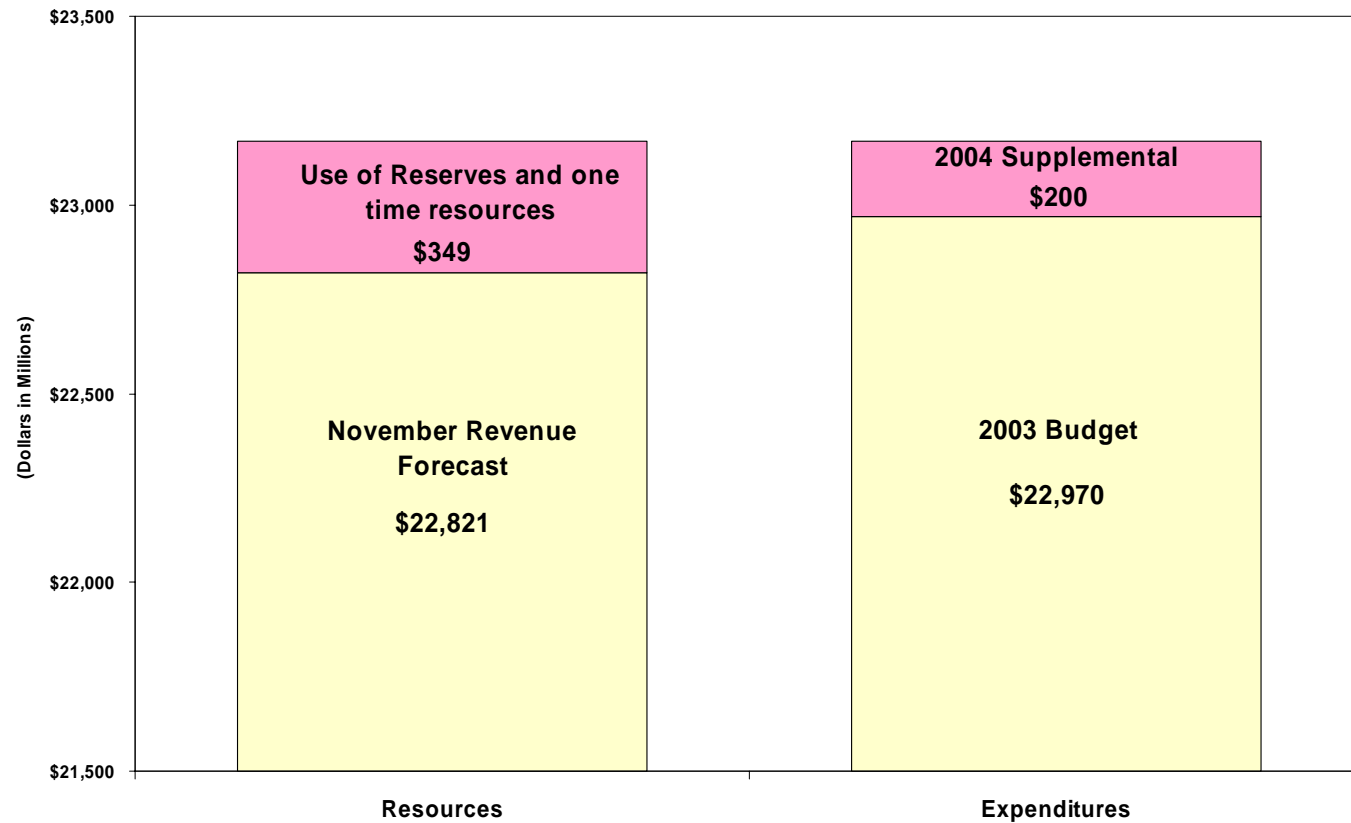 $23,500
$23,000
$22,500
$22,000
$21,500
(Dollars in Millions)
Use of Reserves and one
time resources
$349
November Revenue
Forecast
$22,821
2004 Supplemental
$200
2003 Budget
$22,970
Resources
Expenditures